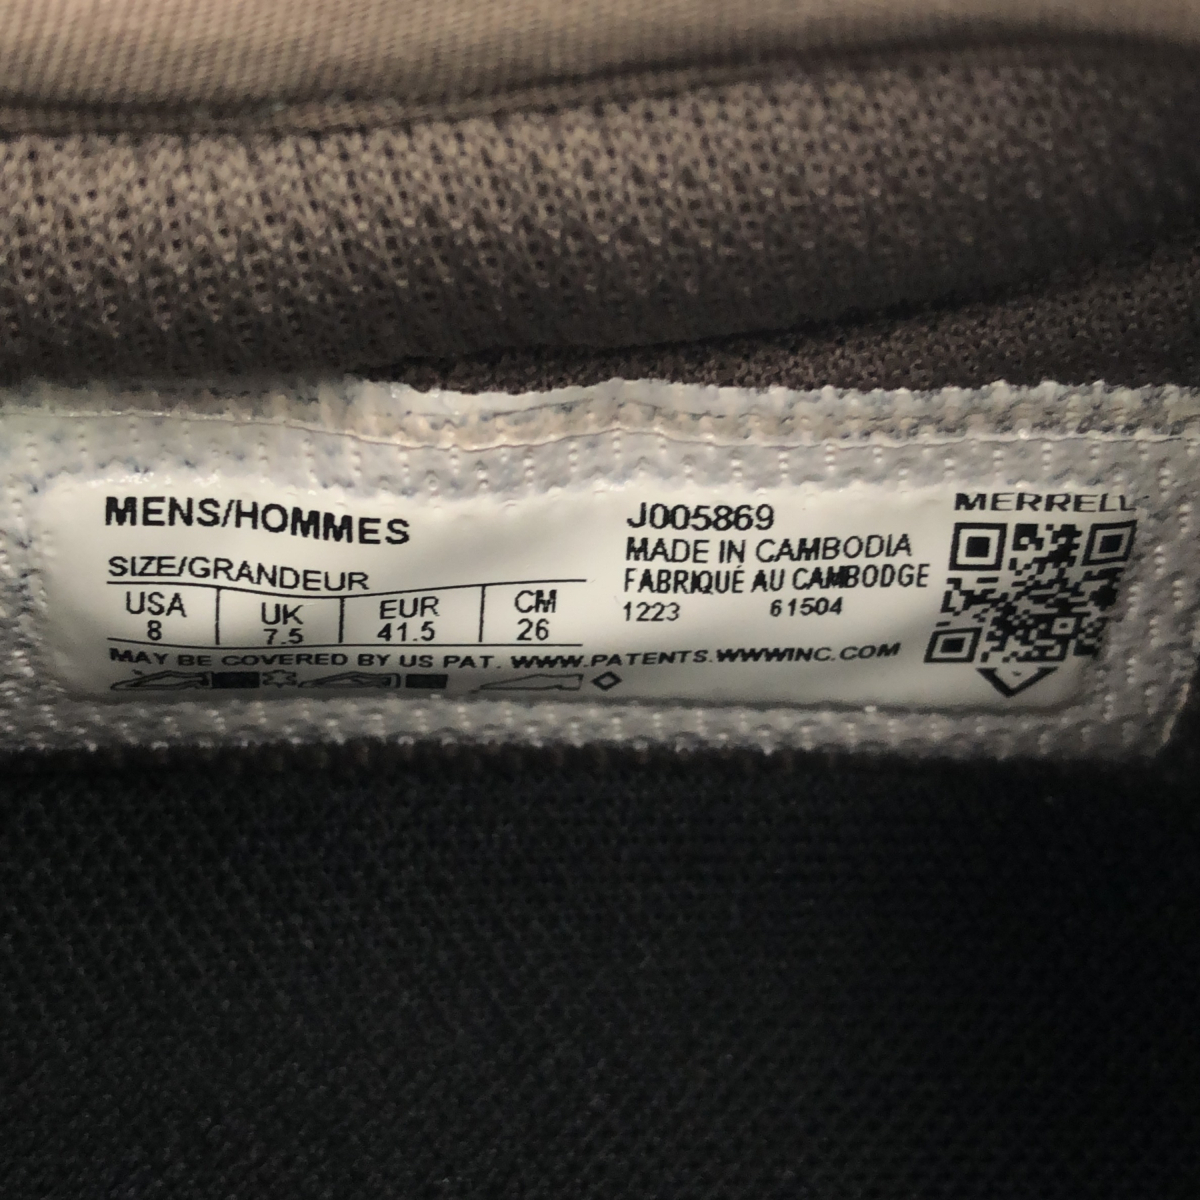 MENS/HOMMES
SIZE/GRANDEUR
USA UK EUR CM
8 7.5 41.5 26
J005869
MADE IN CAMBODIA
FABRIQUÉ AU CAMBODGE
1223 61504
MAY BE COVERED BY US PAT. WWW.PATENTS.WWWINC.COM
MERRELL